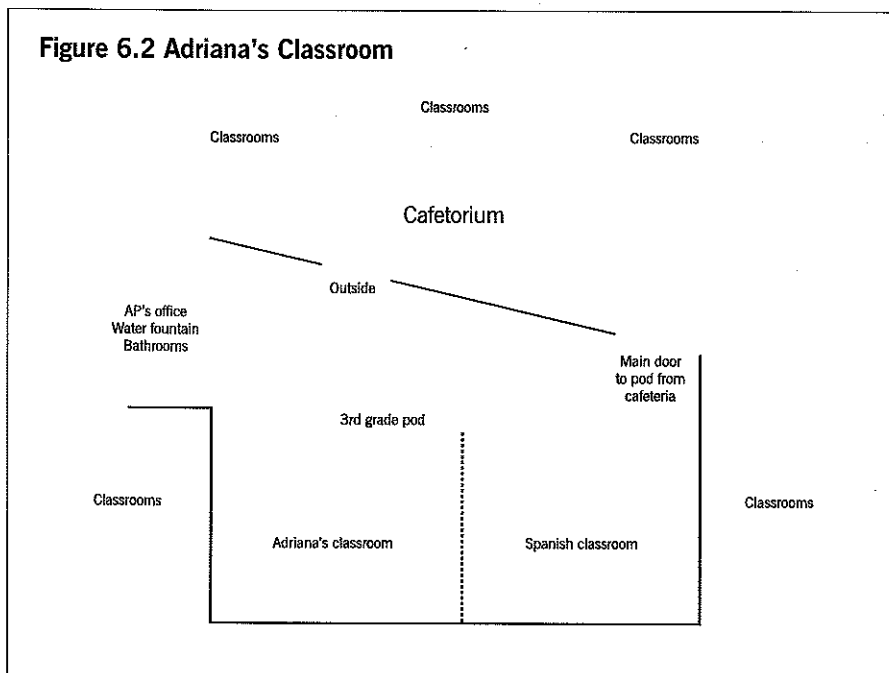 Figure 6.2 Adriana's Classroom
Classrooms
Classrooms
Classrooms
Cafetorium
Outside
AP's office
Water fountain
Bathrooms
Main door
to pod from
cafeteria
3rd grade pod
Classrooms
Classrooms
Adriana's classroom
Spanish classroom